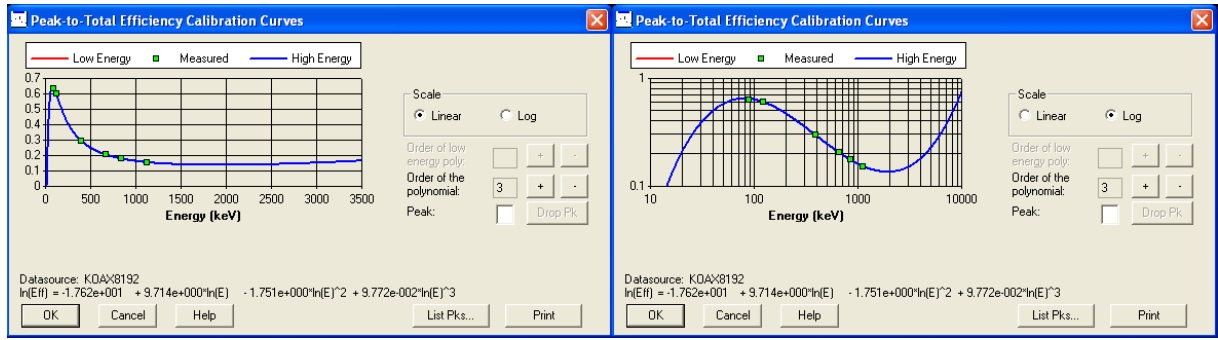 Peak-to-Total Efficiency Calibration Curves
Low Energy Measured High Energy
0.7
0.6
0.5
0.4
0.3
0.2
0.1
0
0 500 1000 1500 2000 2500 3000 3500
Energy (keV)
Scale
Linear Log
Order of low
energy poly:
+ -
Order of the
polynomial:
3 + -
Peak: Drop Pk
Datasource: KOAX8192
ln(Eff) = -1.762e+001 + 9.714e+000*ln(E) - 1.751e+000*ln(E)^2 + 9.772e-002*ln(E)^3
OK Cancel Help List Pks... Print
Peak-to-Total Efficiency Calibration Curves
Low Energy Measured High Energy
1
0.1
10 100 1000 10000
Energy (keV)
Scale
Linear Log
Order of low
energy poly:
+ -
Order of the
polynomial:
3 + -
Peak: Drop Pk
Datasource: KOAX8192
ln(Eff) = -1.762e+001 + 9.714e+000*ln(E) - 1.751e+000*ln(E)^2 + 9.772e-002*ln(E)^3
OK Cancel Help List Pks... Print